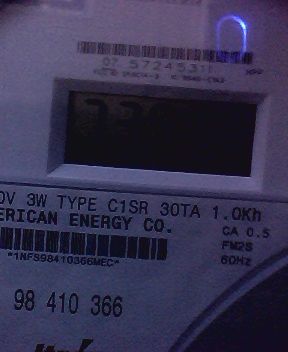 07 57245311
0V 3W TYPE C1SR 30TA 1.0Kh
ERICAN ENERGY CO.
CA 0.5
FM2S
60Hz
*1NFS98410366MEC*
98 410 366